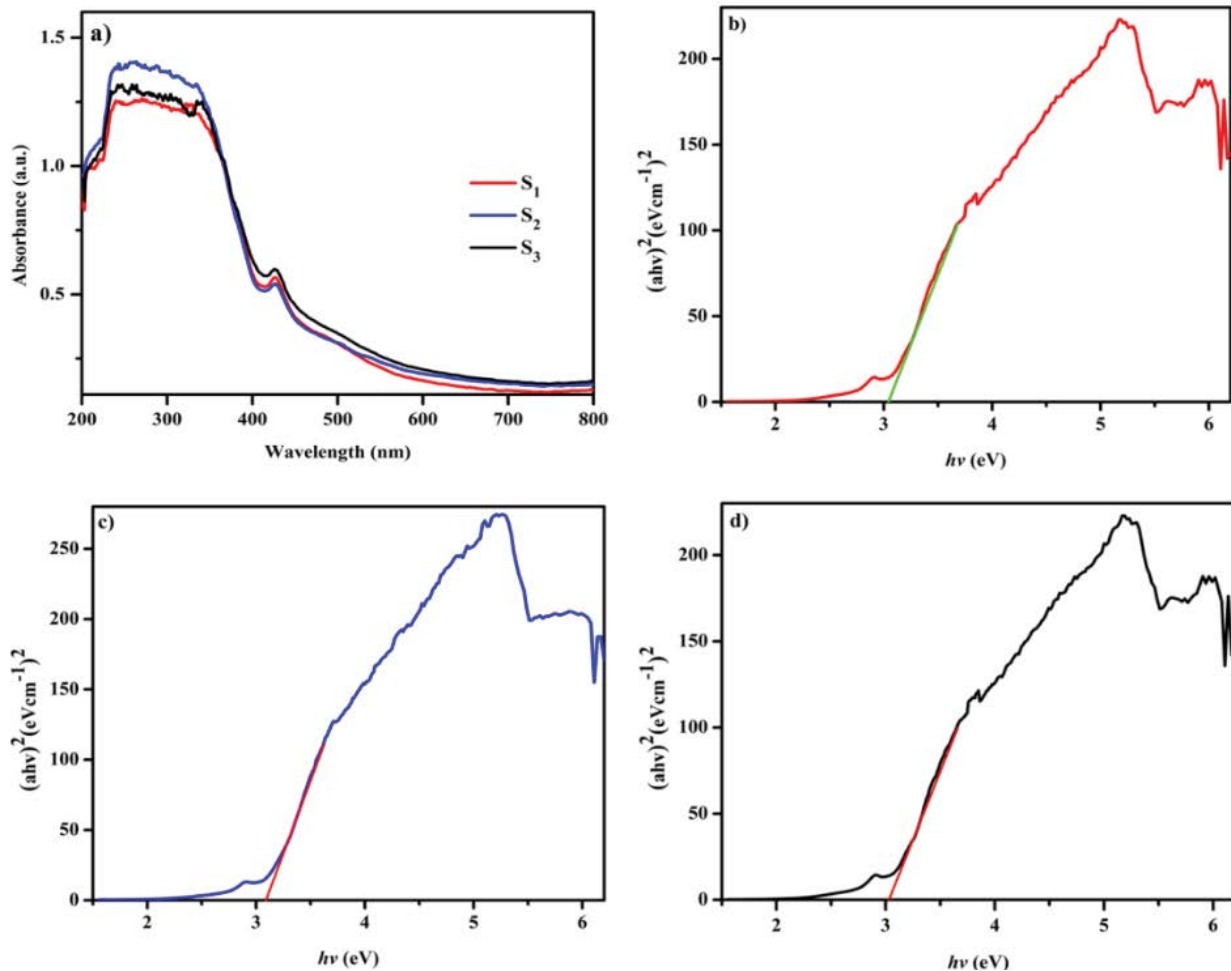 a)
1.5
1.0
0.5
Absorbance (a.u.)
S₁
S₂
S₃
200 300 400 500 600 700 800
Wavelength (nm)
b)
200
150
100
50
0
(ahv)² (eVcm⁻¹)²
2 3 4 5 6
hν (eV)
c)
250
200
150
100
50
0
(ahv)² (eVcm⁻¹)²
2 3 4 5 6
hν (eV)
d)
200
150
100
50
0
(ahv)² (eVcm⁻¹)²
2 3 4 5 6
hν (eV)